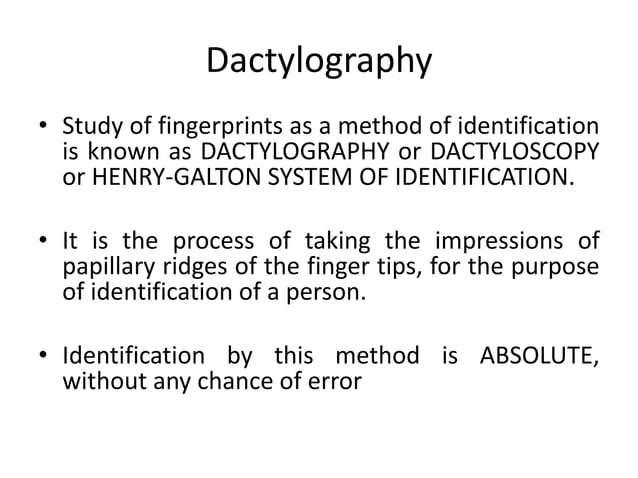 Dactylography
• Study of fingerprints as a method of identification
is known as DACTYLOGRAPHY or DACTYLOSCOPY
or HENRY-GALTON SYSTEM OF IDENTIFICATION.
• It is the process of taking the impressions of
papillary ridges of the finger tips, for the purpose
of identification of a person.
• Identification by this method is ABSOLUTE,
without any chance of error